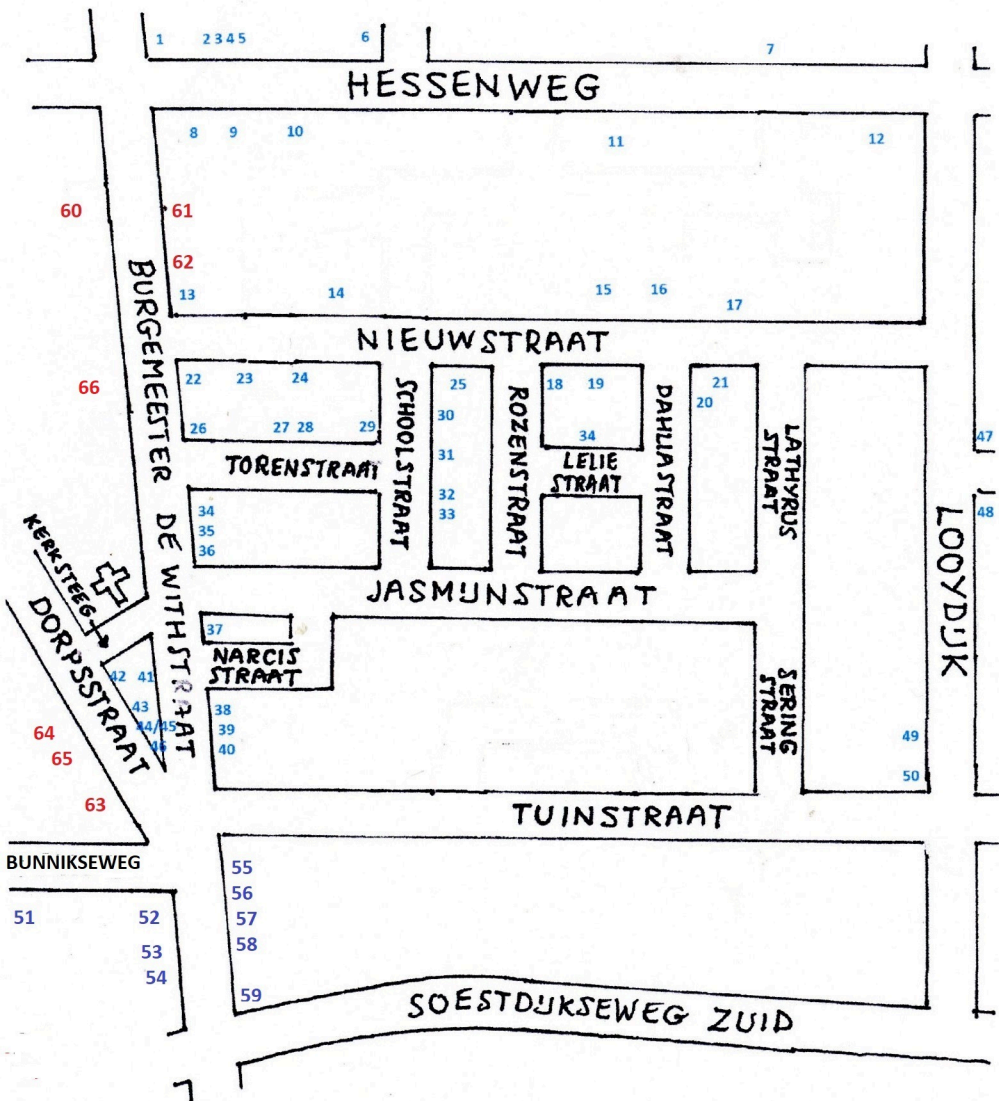 1 2 3 4 5 6 7
HESSENWEG
8 9 10 11 12
60 61
62
13 14 15 16 17
BURGEMEESTER DE WITHSTRAAT
NIEUWSTRAAT
66
22 23 24 25 18 19 21
20
26 27 28 29 30
34
31
32
33
SCHOOLSTRAAT
ROZENSTRAAT
DAHLIASTRAAT
LATHYRUS
STRAAT
TORENSTRAAT
LELIE
STRAAT
47
48
LOOYDIJK
34
35
36
KERKSTEEG
DORPSSTRAAT
JASMIJNSTRAAT
37
NARCIS
STRAAT
42 41
43
44/45
46
38
39
40
SERING
STRAAT
64
65
63
49
50
TUINSTRAAT
BUNNIKSEWEG
51 52
53
54
55
56
57
58
59
SOESTDIJKSEWEG ZUID